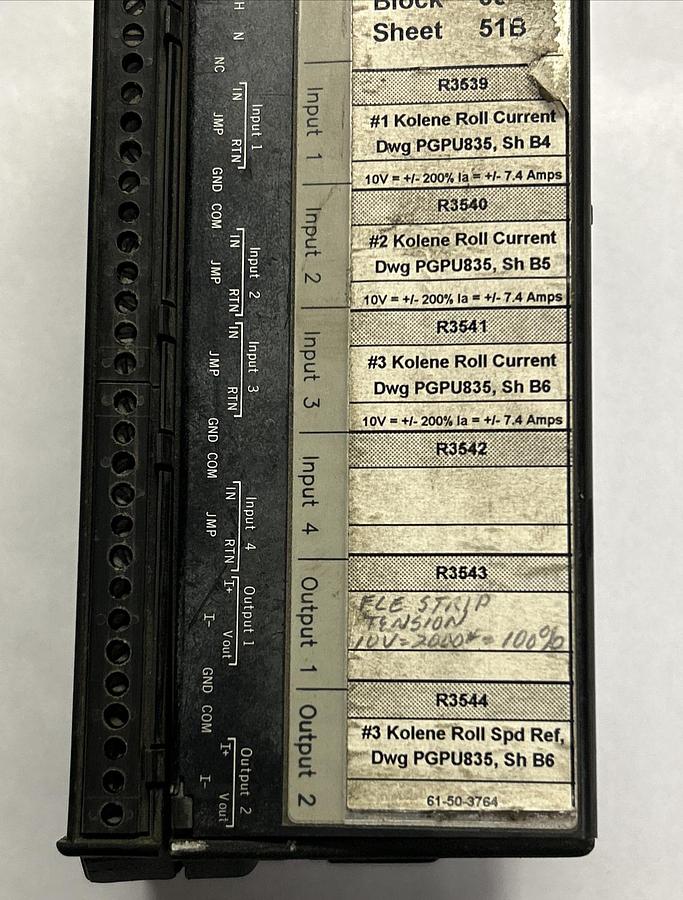 Block
Sheet 51B
R3539
#1 Kolene Roll Current
Dwg PGPU835, Sh B4
10V = +/- 200% Ia = +/- 7.4 Amps
R3540
#2 Kolene Roll Current
Dwg PGPU835, Sh B5
10V = +/- 200% Ia = +/- 7.4 Amps
R3541
#3 Kolene Roll Current
Dwg PGPU835, Sh B6
10V = +/- 200% Ia = +/- 7.4 Amps
R3542
R3543
ELE STRIP
TENSION
10V=2000#=100%
R3544
#3 Kolene Roll Spd Ref,
Dwg PGPU835, Sh B6
61-50-3764
Input 1
Input 2
Input 3
Input 4
Output 1
Output 2
H
N
NC
Input 1
IN
JMP
RTN
GND COM
Input 2
IN
JMP
RTN
Input 3
IN
JMP
RTN
GND COM
Input 4
IN
JMP
RTN
Output 1
I+
I-
Vout
GND COM
Output 2
I+
I-
Vout